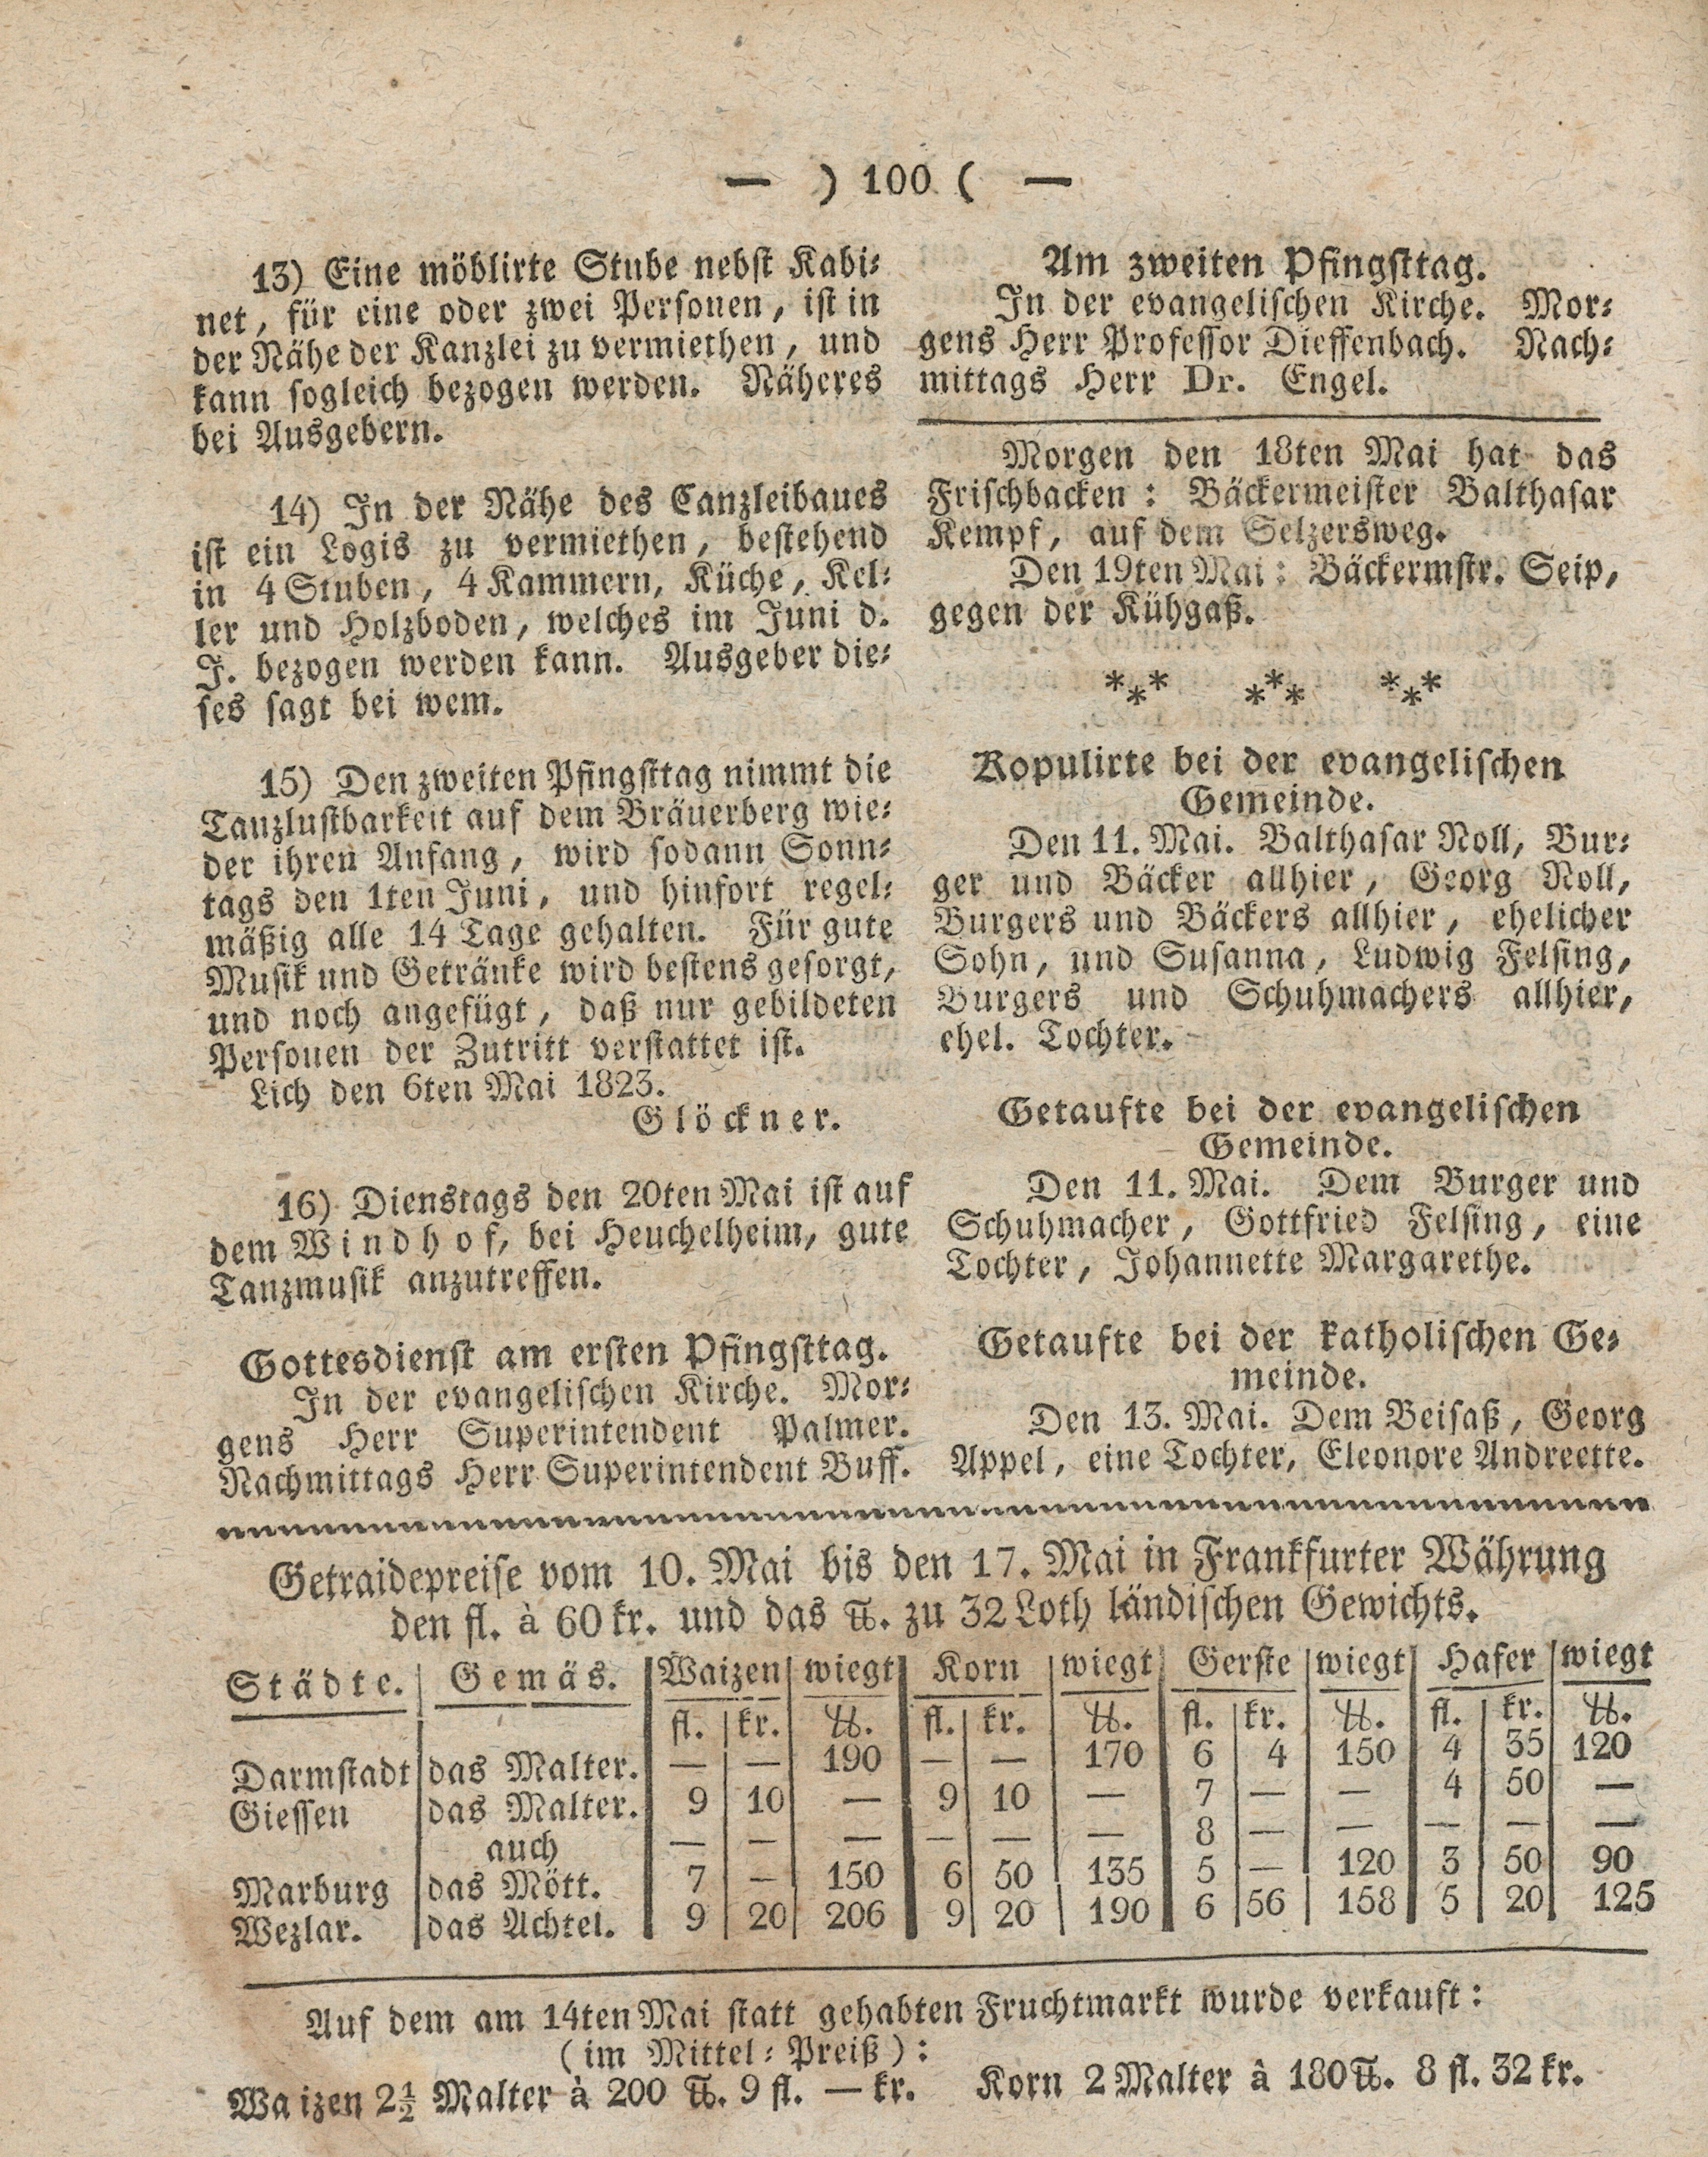 — ) 100 ( —
13) Eine möblirte Stube nebst Kabi-
net, für eine oder zwei Personen, ist in
der Nähe der Kanzlei zu vermiethen, und
kann sogleich bezogen werden. Näheres
bei Ausgebern.
14) In der Nähe des Canzleibaues
ist ein Logis zu vermiethen, bestehend
in 4 Stuben, 4 Kammern, Küche, Kel-
ler und Holzboden, welches im Juni d.
J. bezogen werden kann. Ausgeber die-
ses sagt bei wem.
15) Den zweiten Pfingsttag nimmt die
Tanzlustbarkeit auf dem Bräuerberg wie-
der ihren Anfang, wird sodann Sonn-
tags den 1ten Juni, und hinfort regel-
mäßig alle 14 Tage gehalten. Für gute
Musik und Getränke wird bestens gesorgt,
und noch angefügt, daß nur gebildeten
Personen der Zutritt verstattet ist.
Lich den 6ten Mai 1823.
Glöckner.
16) Dienstags den 20ten Mai ist auf
dem Windhof, bei Heuchelheim, gute
Tanzmusik anzutreffen.
Gottesdienst am ersten Pfingsttag.
In der evangelischen Kirche. Mor-
gens Herr Superintendent Palmer.
Nachmittags Herr Superintendent Buff.
Am zweiten Pfingsttag.
In der evangelischen Kirche. Mor-
gens Herr Professor Dieffenbach. Nach-
mittags Herr Dr. Engel.
Morgen den 18ten Mai hat das
Frischbacken: Bäckermeister Balthasar
Kempf, auf dem Selzersweg.
Den 19ten Mai: Bäckermstr. Seip,
gegen der Kühgaß.
*** *** ***
Kopulirte bei der evangelischen
Gemeinde.
Den 11. Mai. Balthasar Noll, Bur-
ger und Bäcker allhier, Georg Noll,
Burgers und Bäckers allhier, ehelicher
Sohn, und Susanna, Ludwig Felsing,
Burgers und Schuhmachers allhier,
ehel. Tochter.
Getaufte bei der evangelischen
Gemeinde.
Den 11. Mai. Dem Burger und
Schuhmacher, Gottfried Felsing, eine
Tochter, Johannette Margarethe.
Getaufte bei der katholischen Ge-
meinde.
Den 13. Mai. Dem Beisaß, Georg
Appel, eine Tochter, Eleonore Andreette.
Getraidepreise vom 10. Mai bis den 17. Mai in Frankfurter Währung
den fl. à 60 kr. und das ℔. zu 32 Loth ländischen Gewichts.
Städte. Gemäs. Waizen wiegt Korn wiegt Gerste wiegt Hafer wiegt
fl. kr. ℔. fl. kr. ℔. fl. kr. ℔. fl. kr. ℔.
Darmstadt das Malter. — — 190 — — 170 6 4 150 4 35 120
Giessen das Malter. 9 10 — 9 10 — 7 — — 4 50 —
auch — — — — — — 8 — — — — —
Marburg das Mött. 7 — 150 6 50 135 5 — 120 3 50 90
Wezlar. das Achtel. 9 20 206 9 20 190 6 56 158 5 20 125
Auf dem am 14ten Mai statt gehabten Fruchtmarkt wurde verkauft:
(im Mittel-Preiß):
Waizen 2½ Malter à 200 ℔. 9 fl. — kr. Korn 2 Malter â 180 ℔. 8 fl. 32 kr.